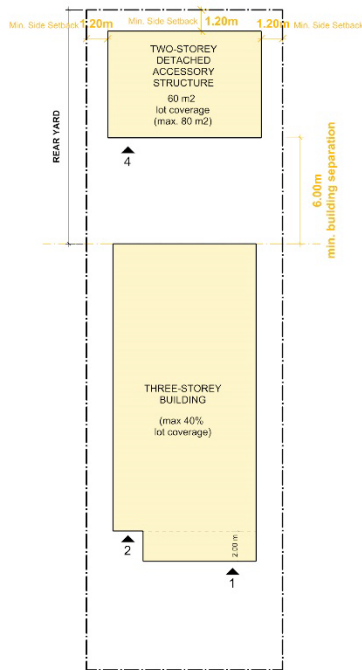 Min. Side Setback 1.20m Min. Side Setback 1.20m 1.20m Min. Side Setback
TWO-STOREY
DETACHED
ACCESSORY
STRUCTURE
60 m2
lot coverage
(max. 80 m2)
REAR YARD
4
6.00m
min. building separation
THREE-STOREY
BUILDING
(max 40%
lot coverage)
2.00 m
2
1